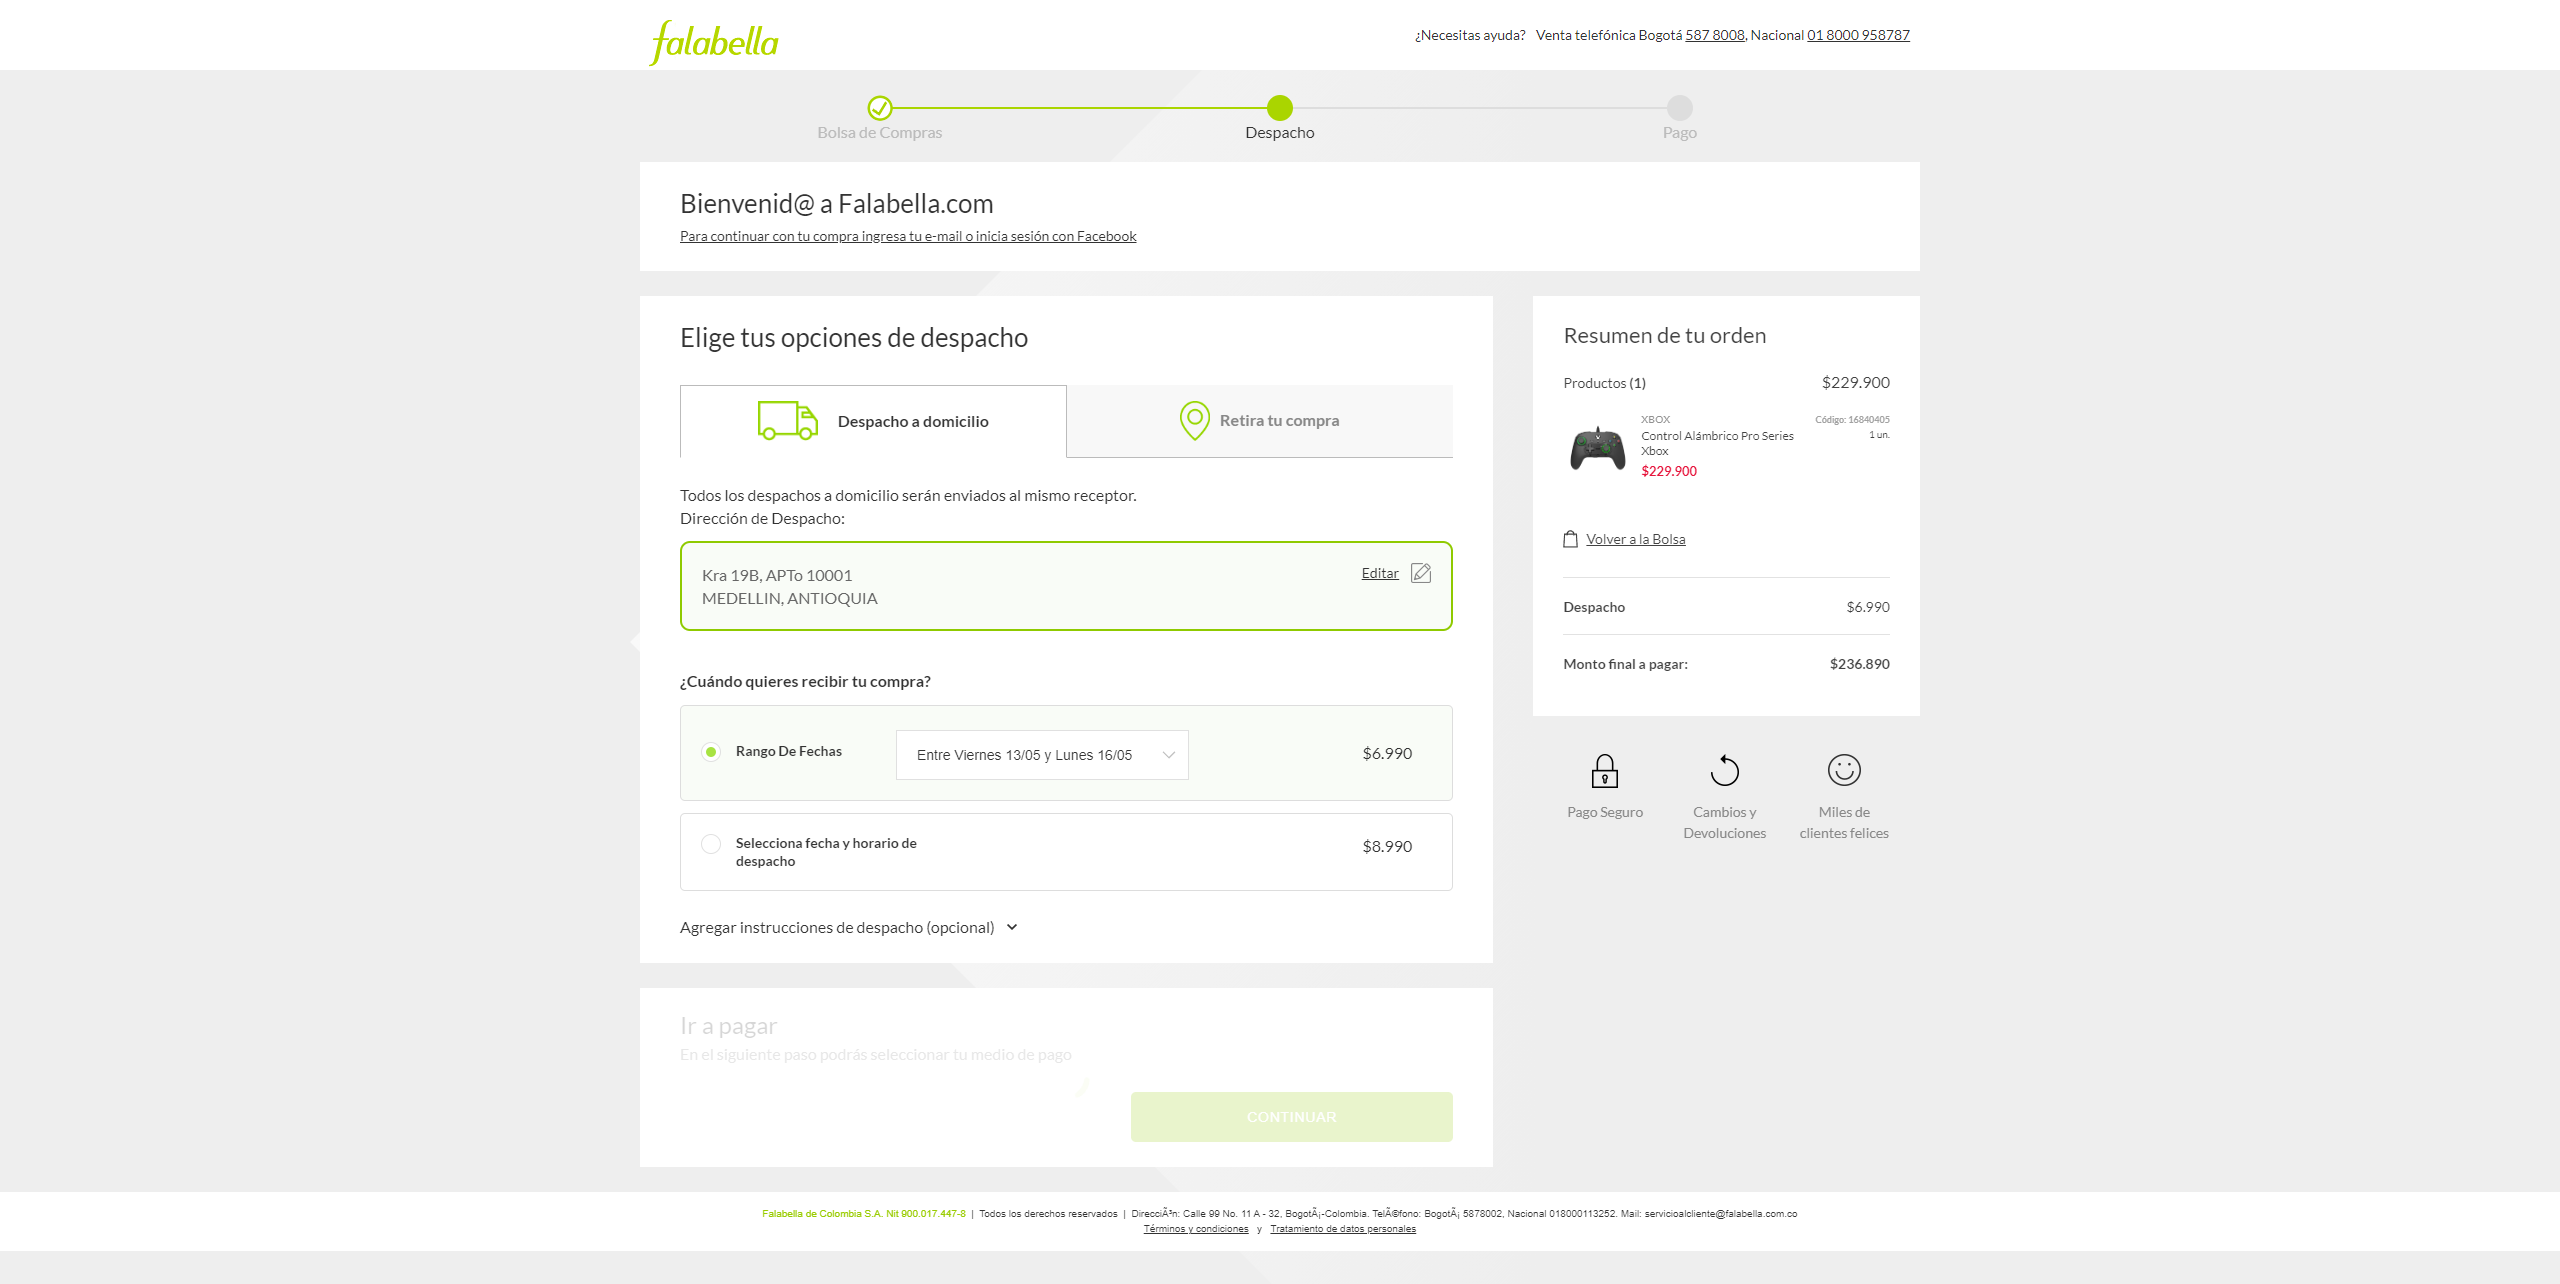 falabella
¿Necesitas ayuda? Venta telefónica Bogotá 587 8008, Nacional 01 8000 958787
Bolsa de Compras
Despacho
Pago
Bienvenid@ a Falabella.com
Para continuar con tu compra ingresa tu e-mail o inicia sesión con Facebook
Elige tus opciones de despacho
Despacho a domicilio
Retira tu compra
Todos los despachos a domicilio serán enviados al mismo receptor.
Dirección de Despacho:
Kra 19B, APTo 10001
MEDELLIN, ANTIOQUIA
Editar
¿Cuándo quieres recibir tu compra?
Rango De Fechas
Entre Viernes 13/05 y Lunes 16/05
$6.990
Selecciona fecha y horario de
despacho
$8.990
Agregar instrucciones de despacho (opcional)
Ir a pagar
En el siguiente paso podrás seleccionar tu medio de pago
CONTINUAR
Resumen de tu orden
Productos (1)
$229.900
XBOX
Código: 16840405
Control Alámbrico Pro Series
1 un.
Xbox
$229.900
Volver a la Bolsa
Despacho
$6.990
Monto final a pagar:
$236.890
Pago Seguro
Cambios y
Devoluciones
Miles de
clientes felices
Falabella de Colombia S.A. Nit 900.017.447-8 | Todos los derechos reservados | DirecciÃ³n: Calle 99 No. 11 A - 32, BogotÃ¡-Colombia. TelÃ©fono: BogotÃ¡ 5878002, Nacional 018000113252. Mail: servicioalcliente@falabella.com.co
Términos y condiciones y Tratamiento de datos personales